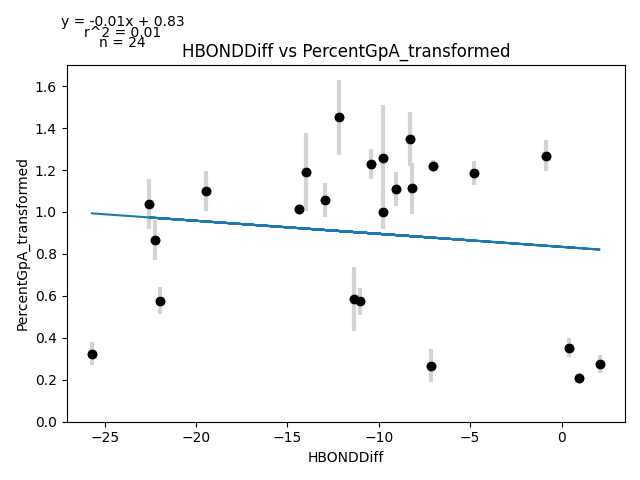 y = -0.01x + 0.83
r^2 = 0.01
n = 24
HBONDDiff vs PercentGpA_transformed
PercentGpA_transformed
1.6
1.4
1.2
1.0
0.8
0.6
0.4
0.2
0.0
−25
−20
−15
−10
−5
0
HBONDDiff